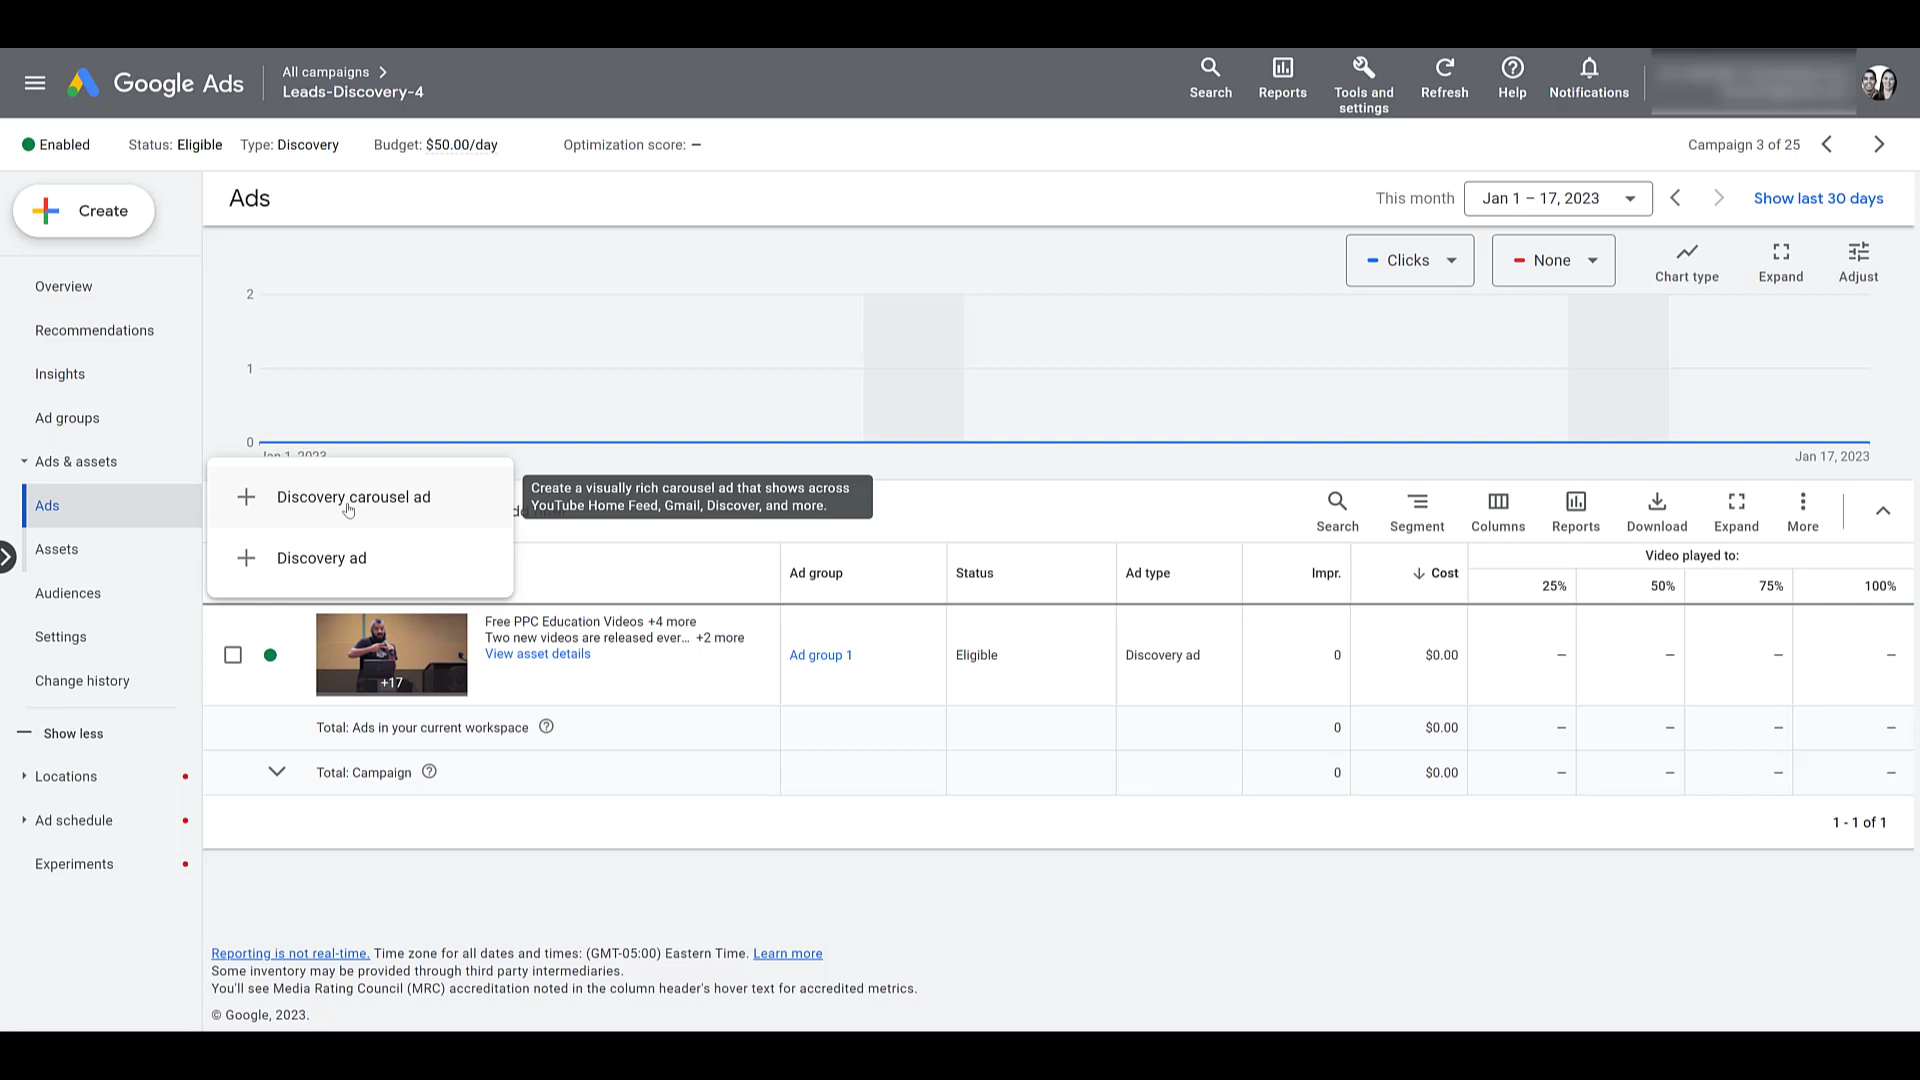 Google Ads
All campaigns
Leads-Discovery-4
Search
Reports
Tools and
settings
Refresh
Help
Notifications
Enabled
Status: Eligible
Type: Discovery
Budget: $50.00/day
Optimization score: –
Campaign 3 of 25
Create
Ads
This month
Jan 1 – 17, 2023
Show last 30 days
Overview
Recommendations
Insights
Ad groups
Ads & assets
Ads
Assets
Audiences
Settings
Change history
Show less
Locations
Ad schedule
Experiments
Clicks
None
Chart type
Expand
Adjust
2
1
0
Jan 1, 2023
Jan 17, 2023
Discovery carousel ad
Discovery ad
Create a visually rich carousel ad that shows across
YouTube Home Feed, Gmail, Discover, and more.
Search
Segment
Columns
Reports
Download
Expand
More
Ad group
Status
Ad type
Impr.
Cost
Video played to:
25%
50%
75%
100%
+17
Free PPC Education Videos +4 more
Two new videos are released ever... +2 more
View asset details
Ad group 1
Eligible
Discovery ad
0
$0.00
–
–
–
–
Total: Ads in your current workspace
0
$0.00
–
–
–
–
Total: Campaign
0
$0.00
–
–
–
–
1 - 1 of 1
Reporting is not real-time. Time zone for all dates and times: (GMT-05:00) Eastern Time. Learn more
Some inventory may be provided through third party intermediaries.
You'll see Media Rating Council (MRC) accreditation noted in the column header's hover text for accredited metrics.
© Google, 2023.